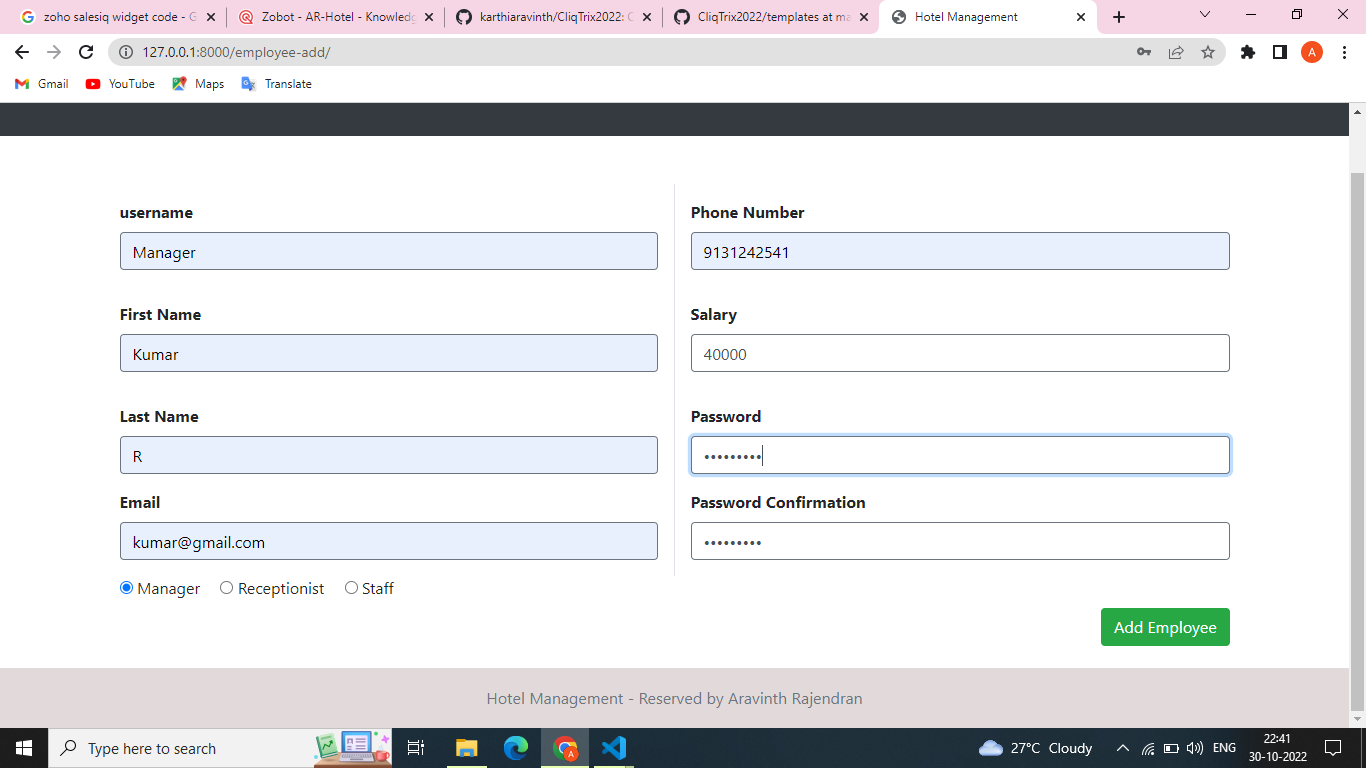 zoho salesiq widget code - G
Zobot - AR-Hotel - Knowledg
karthiaravinth/CliqTrix2022: C
CliqTrix2022/templates at ma
Hotel Management
127.0.0.1:8000/employee-add/
A
Gmail
YouTube
Maps
Translate
username
Manager
Phone Number
9131242541
First Name
Kumar
Salary
40000
Last Name
R
Password
•••••••••
Email
kumar@gmail.com
Password Confirmation
•••••••••
Manager
Receptionist
Staff
Add Employee
Hotel Management - Reserved by Aravinth Rajendran
Type here to search
27°C Cloudy
ENG
22:41
30-10-2022